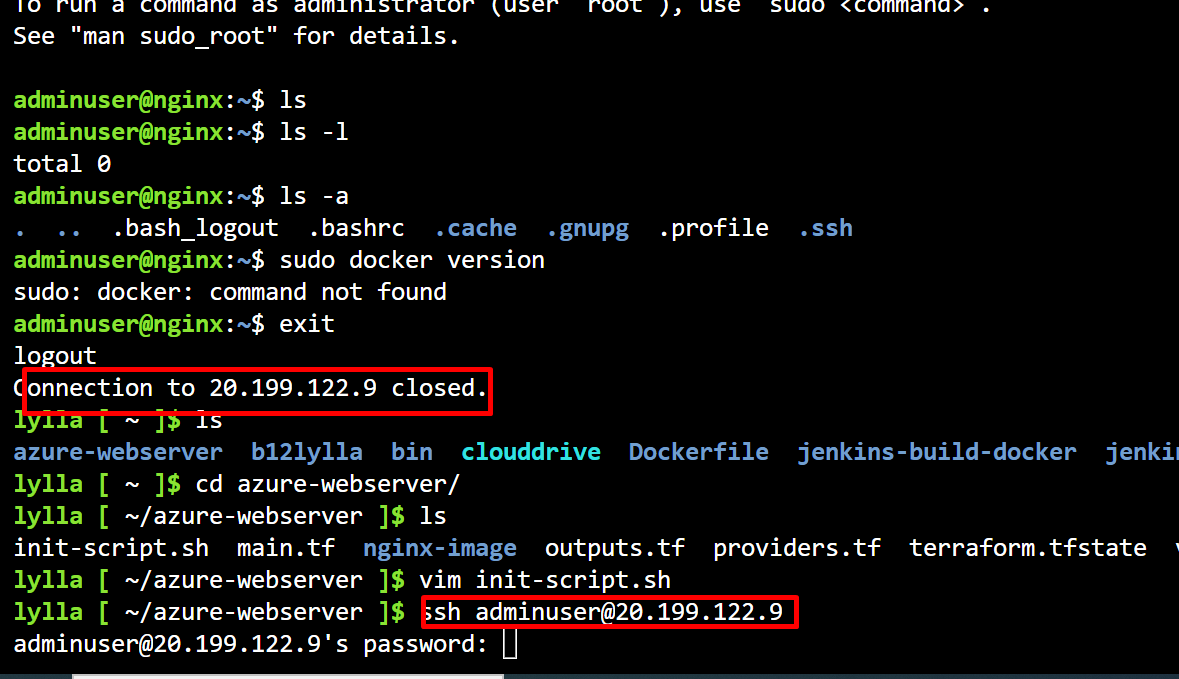 To run a command as administrator (user "root"), use "sudo <command>".
See "man sudo_root" for details.
adminuser@nginx:~$ ls
adminuser@nginx:~$ ls -l
total 0
adminuser@nginx:~$ ls -a
.  ..  .bash_logout  .bashrc  .cache  .gnupg  .profile  .ssh
adminuser@nginx:~$ sudo docker version
sudo: docker: command not found
adminuser@nginx:~$ exit
logout
Connection to 20.199.122.9 closed.
lylla [ ~ ]$ ls
azure-webserver  b12lylla  bin  clouddrive  Dockerfile  jenkins-build-docker
lylla [ ~ ]$ cd azure-webserver/
lylla [ ~/azure-webserver ]$ ls
init-script.sh  main.tf  nginx-image  outputs.tf  providers.tf  terraform.tfstate
lylla [ ~/azure-webserver ]$ vim init-script.sh
lylla [ ~/azure-webserver ]$ ssh adminuser@20.199.122.9
adminuser@20.199.122.9's password: